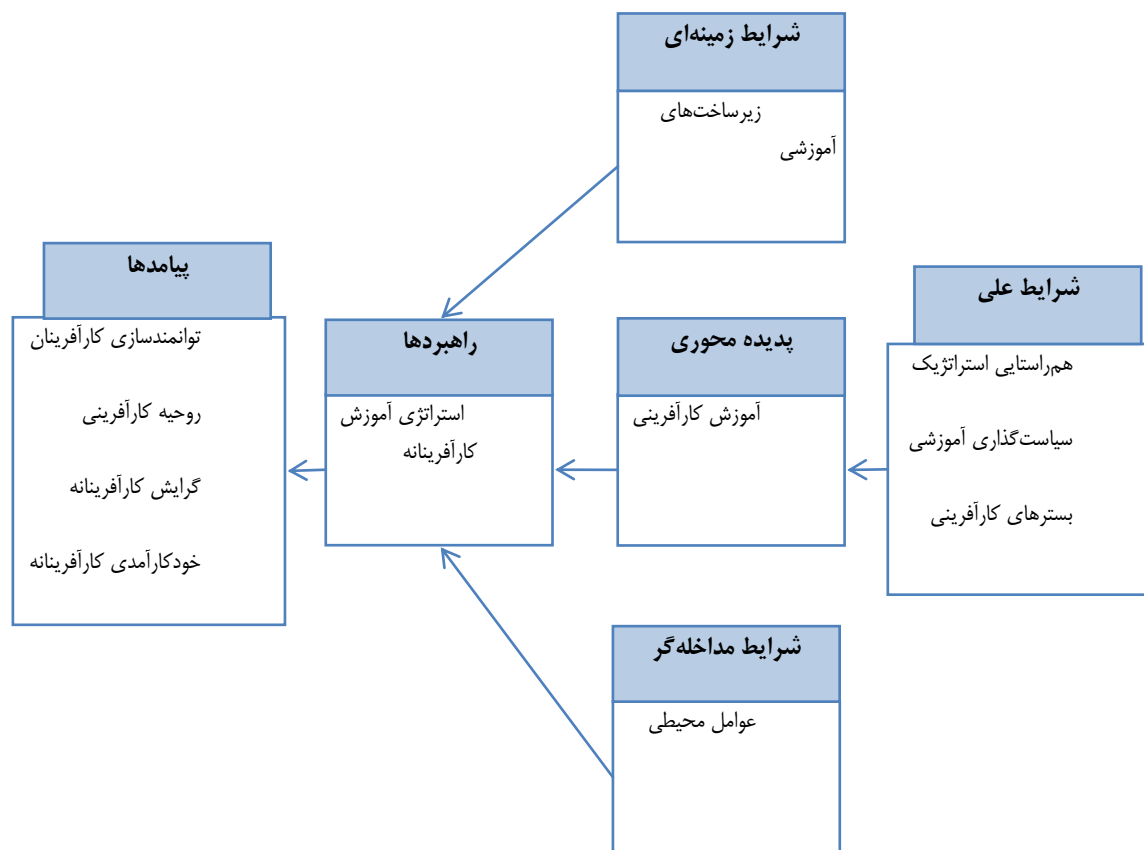 شرایط زمینه‌ای
زیرساخت‌های
آموزشی
شرایط علی
هم‌راستایی استراتژیک
سیاست‌گذاری آموزشی
بسترهای کارآفرینی
پدیده محوری
آموزش کارآفرینی
راهبردها
استراتژی آموزش
کارآفرینانه
پیامدها
توانمندسازی کارآفرینان
روحیه کارآفرینی
گرایش کارآفرینانه
خودکارآمدی کارآفرینانه
شرایط مداخله‌گر
عوامل محیطی